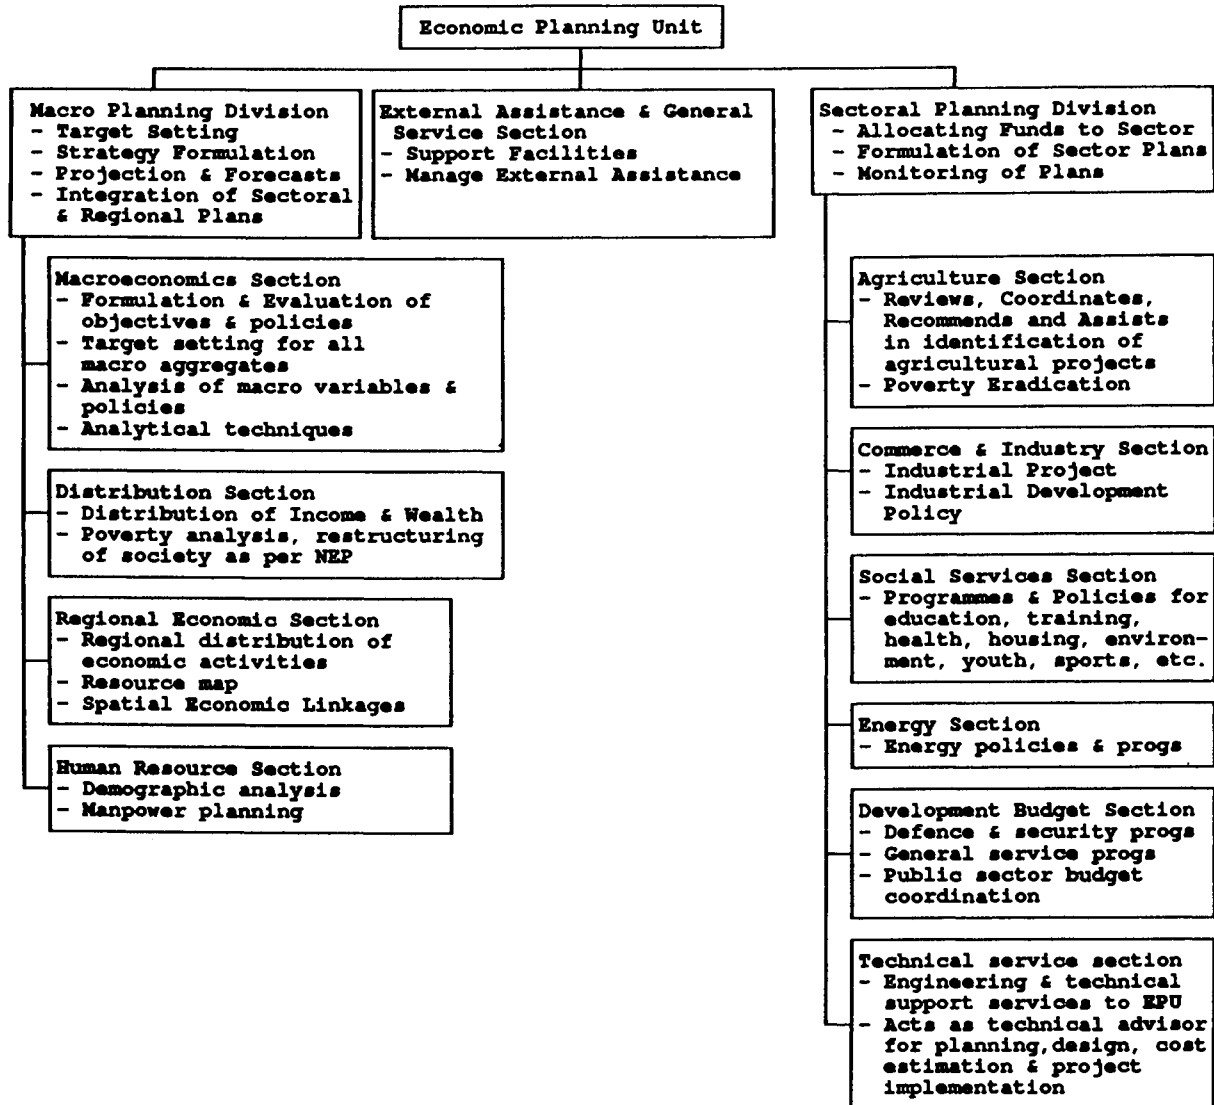 Economic Planning Unit
Macro Planning Division
- Target Setting
- Strategy Formulation
- Projection & Forecasts
- Integration of Sectoral
& Regional Plans
External Assistance & General
Service Section
- Support Facilities
- Manage External Assistance
Sectoral Planning Division
- Allocating Funds to Sector
- Formulation of Sector Plans
- Monitoring of Plans
Macroeconomics Section
- Formulation & Evaluation of
objectives & policies
- Target setting for all
macro aggregates
- Analysis of macro variables &
policies
- Analytical techniques
Distribution Section
- Distribution of Income & Wealth
- Poverty analysis, restructuring
of society as per NEP
Regional Economic Section
- Regional distribution of
economic activities
- Resource map
- Spatial Economic Linkages
Human Resource Section
- Demographic analysis
- Manpower planning
Agriculture Section
- Reviews, Coordinates,
Recommends and Assists
in identification of
agricultural projects
- Poverty Eradication
Commerce & Industry Section
- Industrial Project
- Industrial Development
Policy
Social Services Section
- Programmes & Policies for
education, training,
health, housing, environ-
ment, youth, sports, etc.
Energy Section
- Energy policies & progs
Development Budget Section
- Defence & security progs
- General service progs
- Public sector budget
coordination
Technical service section
- Engineering & technical
support services to EPU
- Acts as technical advisor
for planning,design, cost
estimation & project
implementation